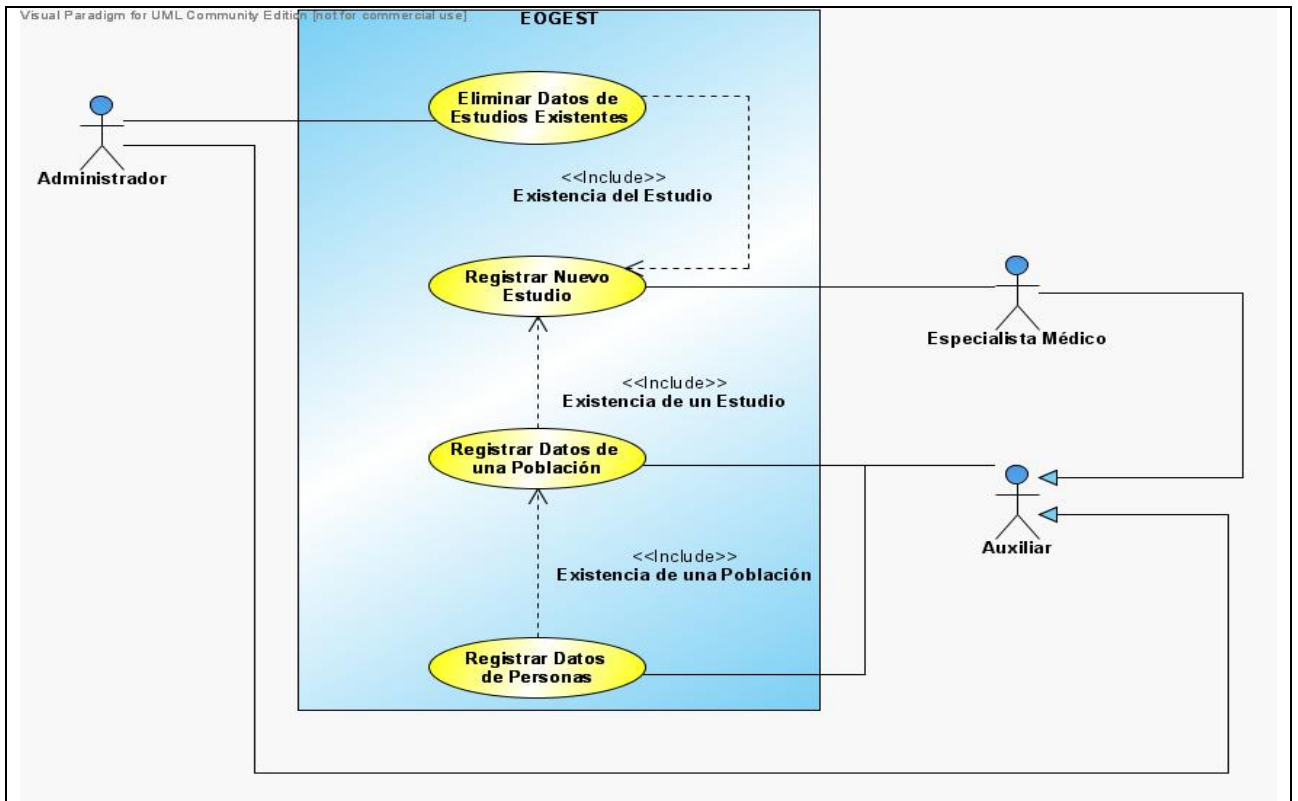 Visual Paradigm for UML Community Edition [not for commercial use]
EOGEST
Eliminar Datos de
Estudios Existentes
Administrador
<<Include>>
Existencia del Estudio
Registrar Nuevo
Estudio
Especialista Médico
<<Include>>
Existencia de un Estudio
Registrar Datos de
una Población
Auxiliar
<<Include>>
Existencia de una Población
Registrar Datos
de Personas